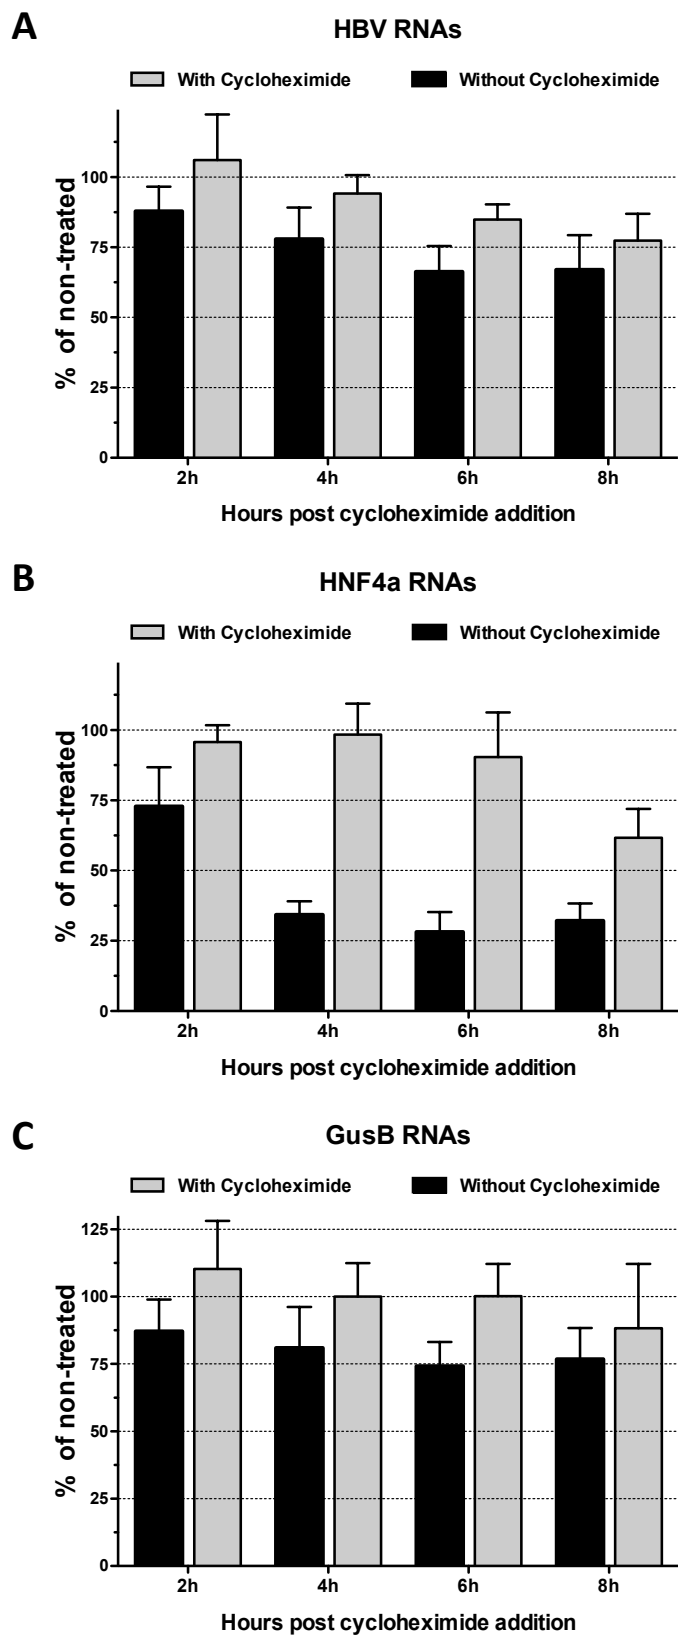 A
HBV RNAs
With Cycloheximide Without Cycloheximide
% of non-treated
100
75
50
25
0
2h 4h 6h 8h
Hours post cycloheximide addition
B
HNF4a RNAs
With Cycloheximide Without Cycloheximide
% of non-treated
100
75
50
25
0
2h 4h 6h 8h
Hours post cycloheximide addition
C
GusB RNAs
With Cycloheximide Without Cycloheximide
% of non-treated
125
100
75
50
25
0
2h 4h 6h 8h
Hours post cycloheximide addition